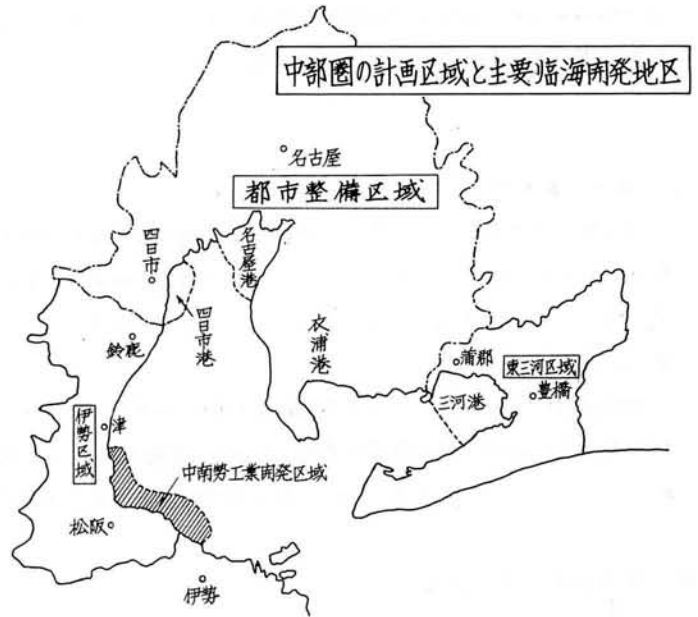 中部圏の計画区域と主要臨海開発地区
名古屋
都市整備区域
四日市
名古屋港
四日市港
衣浦港
鈴鹿
蒲郡
東三河区域
豊橋
三河港
伊勢区域
津
中南勢工業開発区域
松阪
伊勢